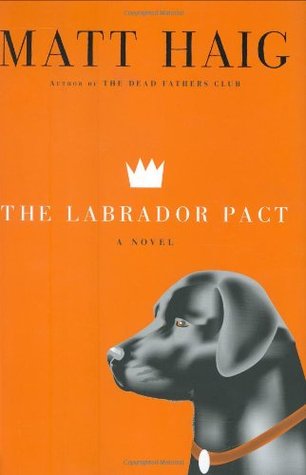 MATT HAIG
AUTHOR OF THE DEAD FATHERS CLUB
THE LABRADOR PACT
A NOVEL